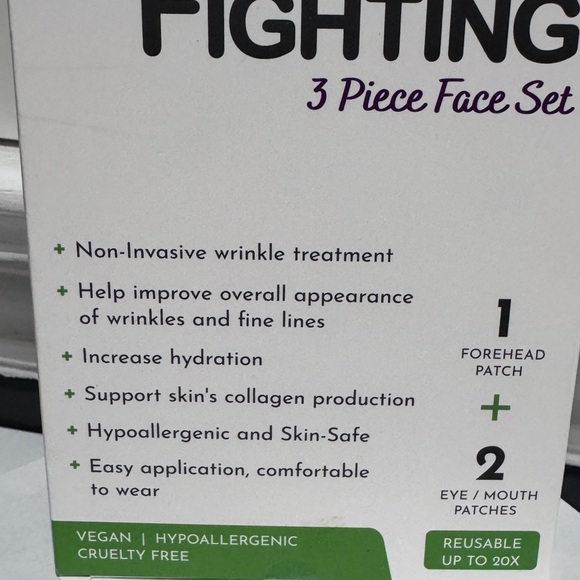 FIGHTING
3 Piece Face Set
+ Non-Invasive wrinkle treatment
+ Help improve overall appearance
of wrinkles and fine lines
+ Increase hydration
+ Support skin's collagen production
+ Hypoallergenic and Skin-Safe
+ Easy application, comfortable
to wear
1
FOREHEAD
PATCH
+
2
EYE / MOUTH
PATCHES
VEGAN | HYPOALLERGENIC
CRUELTY FREE
REUSABLE
UP TO 20X